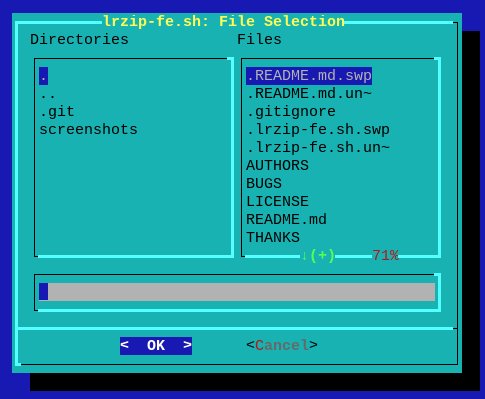 lrzip-fe.sh: File Selection
Directories
Files
.
..
.git
screenshots
.README.md.swp
.README.md.un~
.gitignore
.lrzip-fe.sh.swp
.lrzip-fe.sh.un~
AUTHORS
BUGS
LICENSE
README.md
THANKS
↓(+) 71%
< OK > <Cancel>